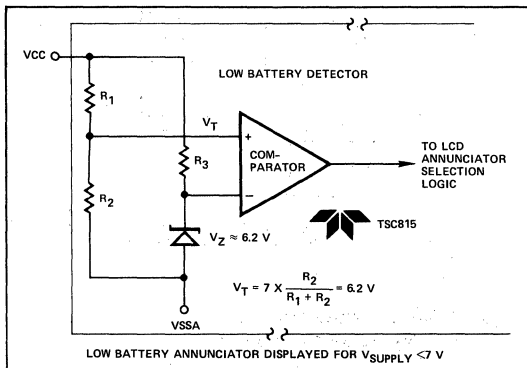 VCC
R1
LOW BATTERY DETECTOR
VT
+
R3
COM-
PARATOR
TO LCD
ANNUNCIATOR
SELECTION
LOGIC
R2
–
VZ ≈ 6.2 V
TSC815
VT = 7 X R2 / R1 + R2 = 6.2 V
VSSA
LOW BATTERY ANNUNCIATOR DISPLAYED FOR VSUPPLY <7 V